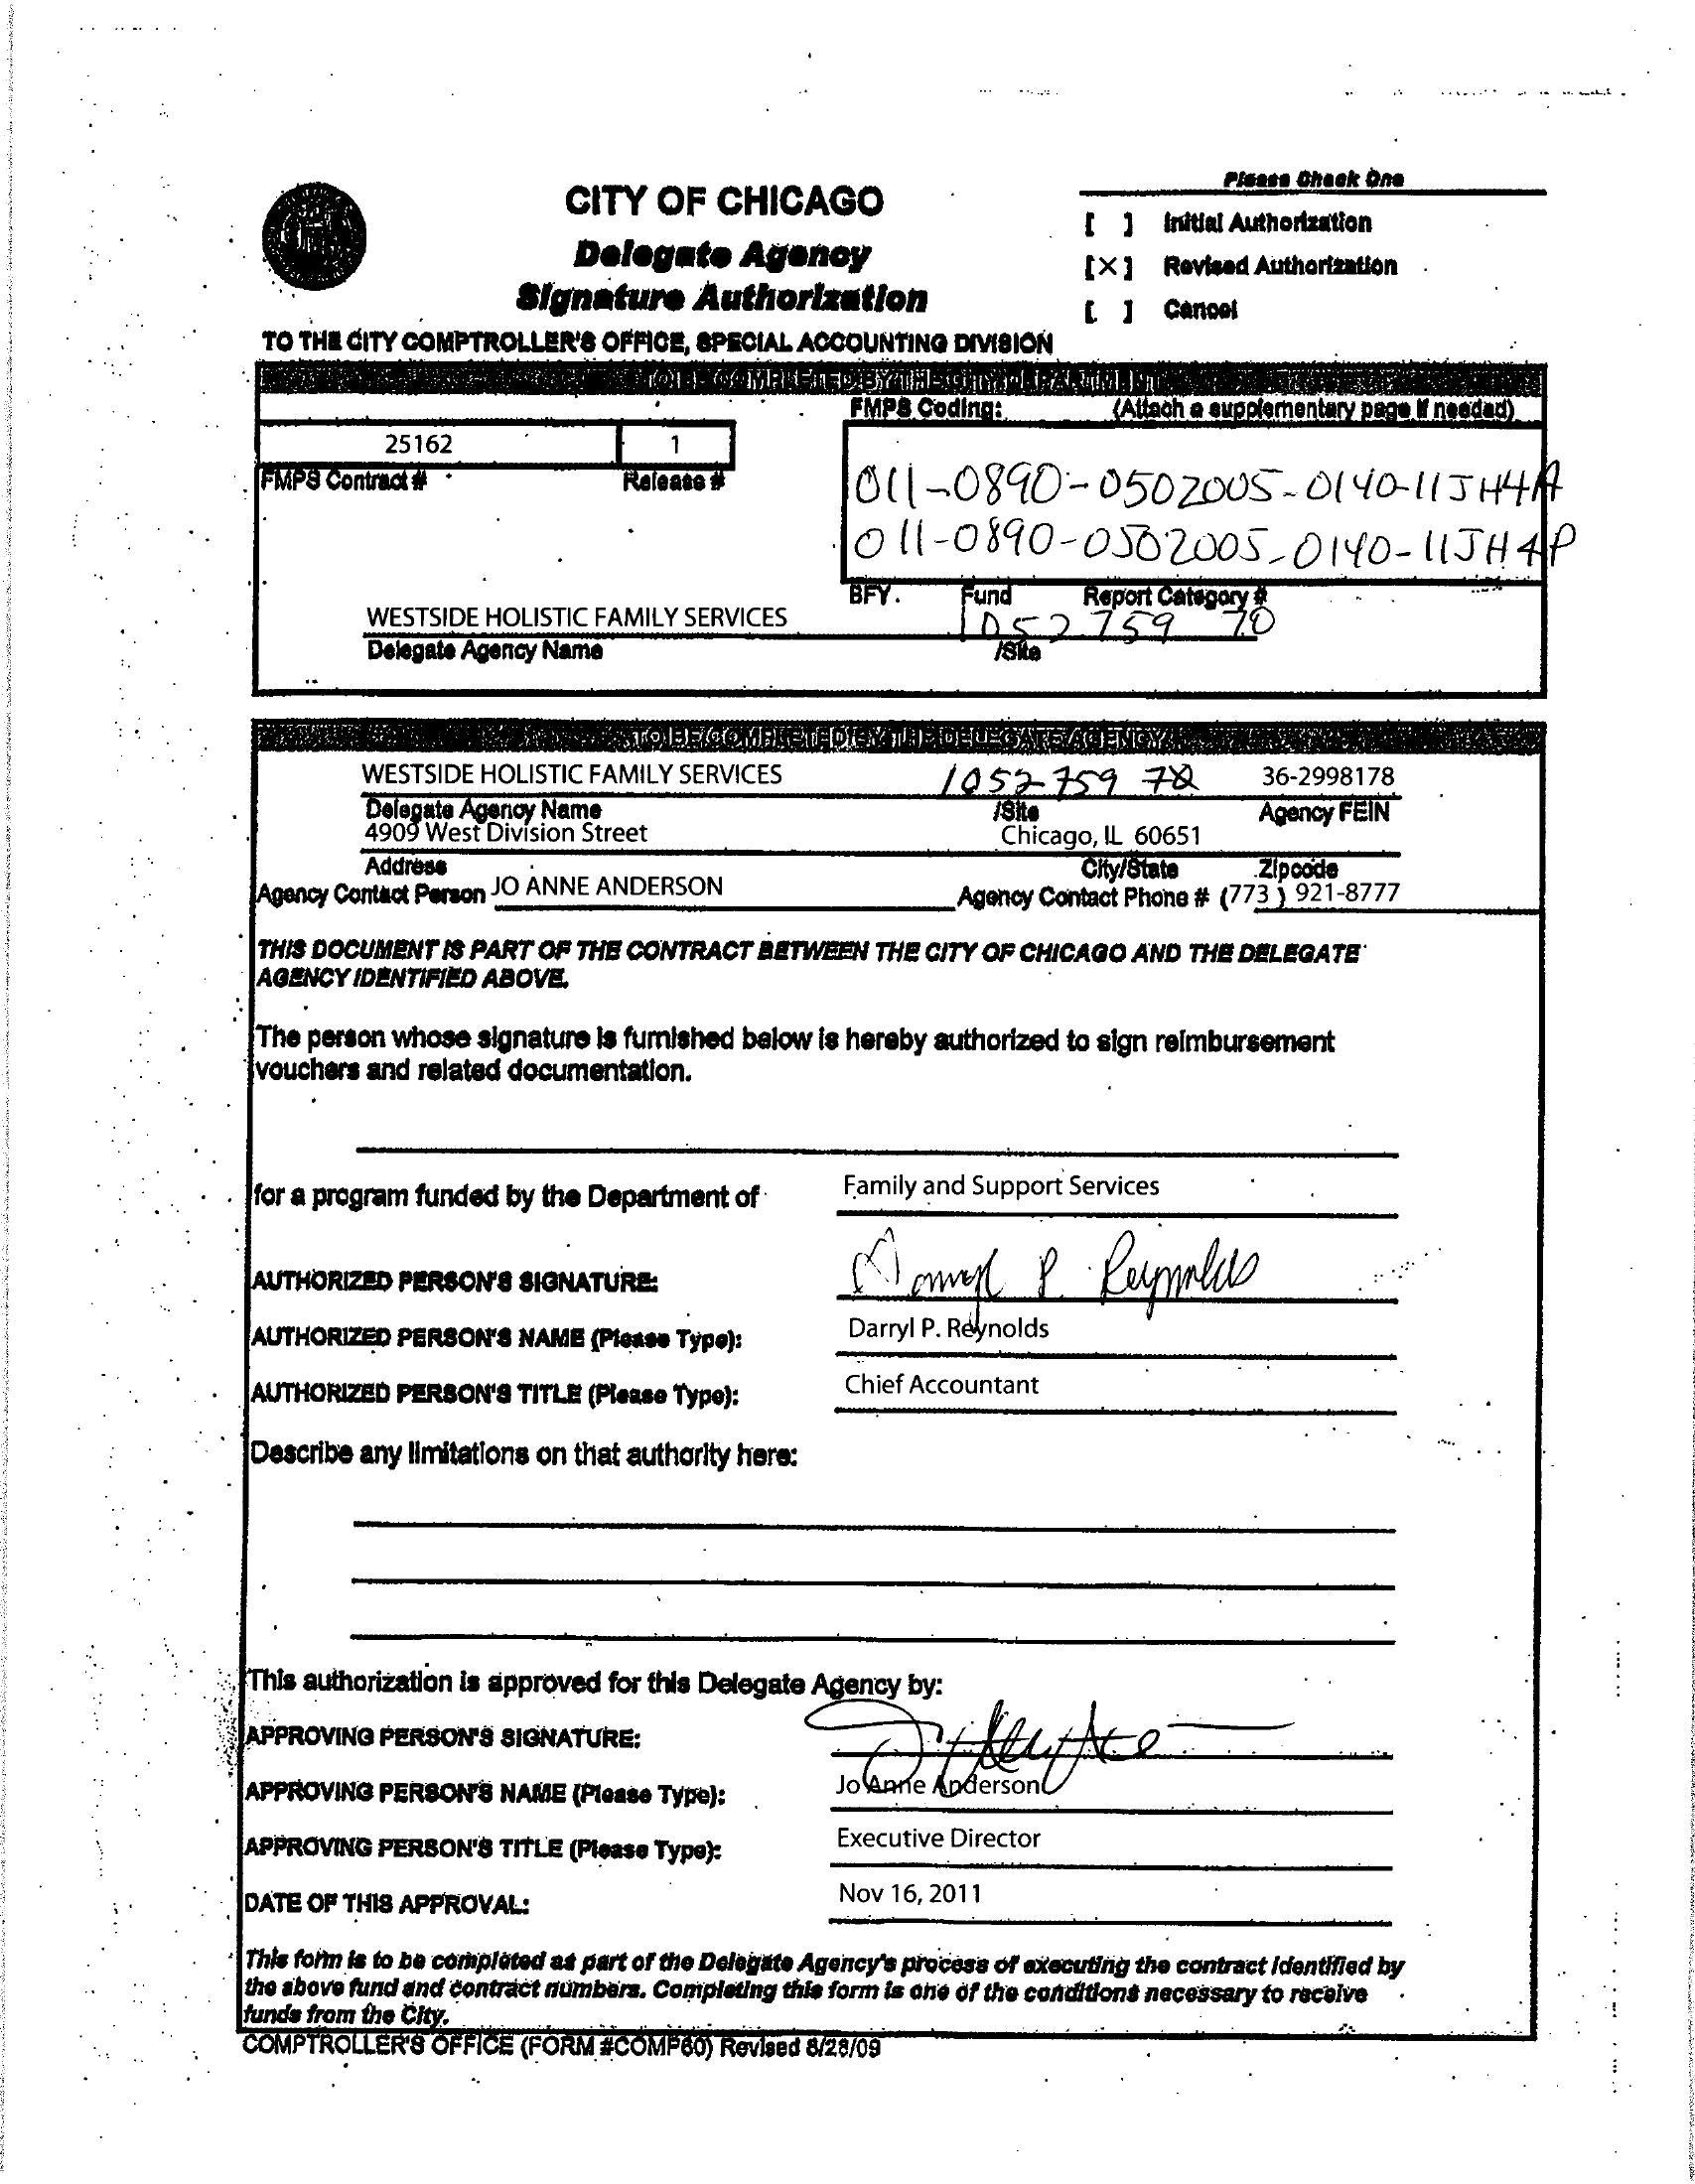 Please Check One
CITY OF CHICAGO
Delegate Agency
Signature Authorization
[ ] Initial Authorization
[X] Revised Authorization
[ ] Cancel
TO THE CITY COMPTROLLER'S OFFICE, SPECIAL ACCOUNTING DIVISION
TO BE COMPLETED BY THE CITY DEPARTMENT
FMPS Coding: (Attach a supplementary page if needed)
25162 1
FMPS Contract # Release #
011-0890-0502005-0140-11JH4A
011-0890-0502005-0140-11JH4P
BFY. Fund Report Category #
WESTSIDE HOLISTIC FAMILY SERVICES 1052759 70
Delegate Agency Name /Site
TO BE COMPLETED BY THE DELEGATE AGENCY
WESTSIDE HOLISTIC FAMILY SERVICES 1052759 70 36-2998178
Delegate Agency Name /Site Agency FEIN
4909 West Division Street Chicago, IL 60651
Address City/State Zipcode
Agency Contact Person JO ANNE ANDERSON Agency Contact Phone # (773 ) 921-8777
THIS DOCUMENT IS PART OF THE CONTRACT BETWEEN THE CITY OF CHICAGO AND THE DELEGATE
AGENCY IDENTIFIED ABOVE.
The person whose signature is furnished below is hereby authorized to sign reimbursement
vouchers and related documentation.
for a program funded by the Department of Family and Support Services
AUTHORIZED PERSON'S SIGNATURE: Darryl P. Reynolds
AUTHORIZED PERSON'S NAME (Please Type): Darryl P. Reynolds
AUTHORIZED PERSON'S TITLE (Please Type): Chief Accountant
Describe any limitations on that authority here:
This authorization is approved for this Delegate Agency by:
APPROVING PERSON'S SIGNATURE:
APPROVING PERSON'S NAME (Please Type): Jo Anne Anderson
APPROVING PERSON'S TITLE (Please Type): Executive Director
DATE OF THIS APPROVAL: Nov 16, 2011
This form is to be completed as part of the Delegate Agency's process of executing the contract identified by
the above fund and contract numbers. Completing this form is one of the conditions necessary to receive
funds from the City.
COMPTROLLER'S OFFICE (FORM #COMP60) Revised 8/28/09